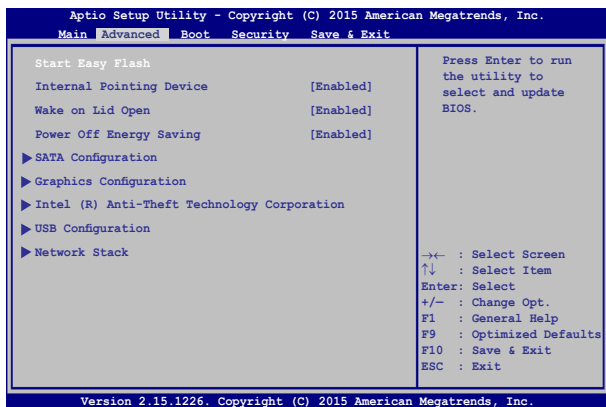 Aptio Setup Utility - Copyright (C) 2015 American Megatrends, Inc.
Main Advanced Boot Security Save & Exit
Start Easy Flash
Internal Pointing Device [Enabled]
Wake on Lid Open [Enabled]
Power Off Energy Saving [Enabled]
SATA Configuration
Graphics Configuration
Intel (R) Anti-Theft Technology Corporation
USB Configuration
Network Stack
Press Enter to run
the utility to
select and update
BIOS.
→← : Select Screen
↑↓ : Select Item
Enter: Select
+/— : Change Opt.
F1 : General Help
F9 : Optimized Defaults
F10 : Save & Exit
ESC : Exit
Version 2.15.1226. Copyright (C) 2015 American Megatrends, Inc.